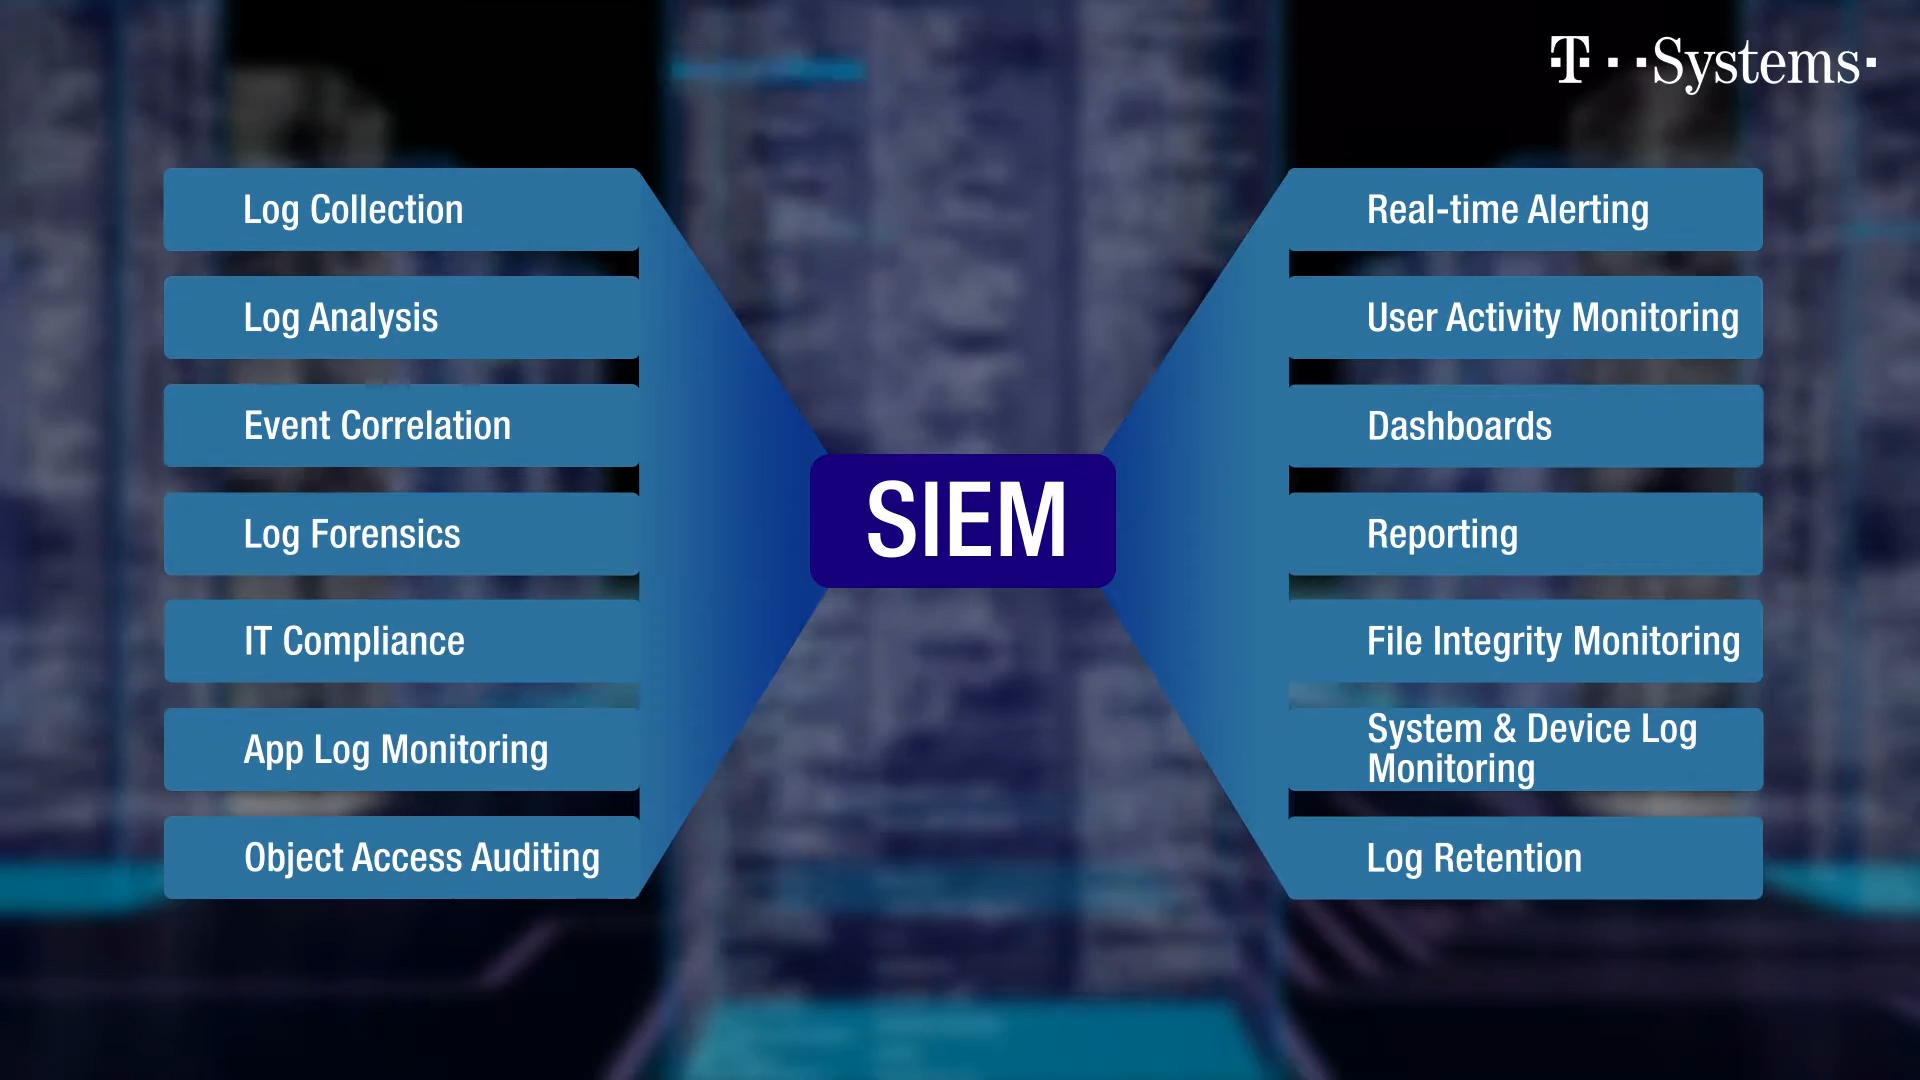 T··Systems·
Log Collection
Log Analysis
Event Correlation
Log Forensics
IT Compliance
App Log Monitoring
Object Access Auditing
SIEM
Real-time Alerting
User Activity Monitoring
Dashboards
Reporting
File Integrity Monitoring
System & Device Log
Monitoring
Log Retention